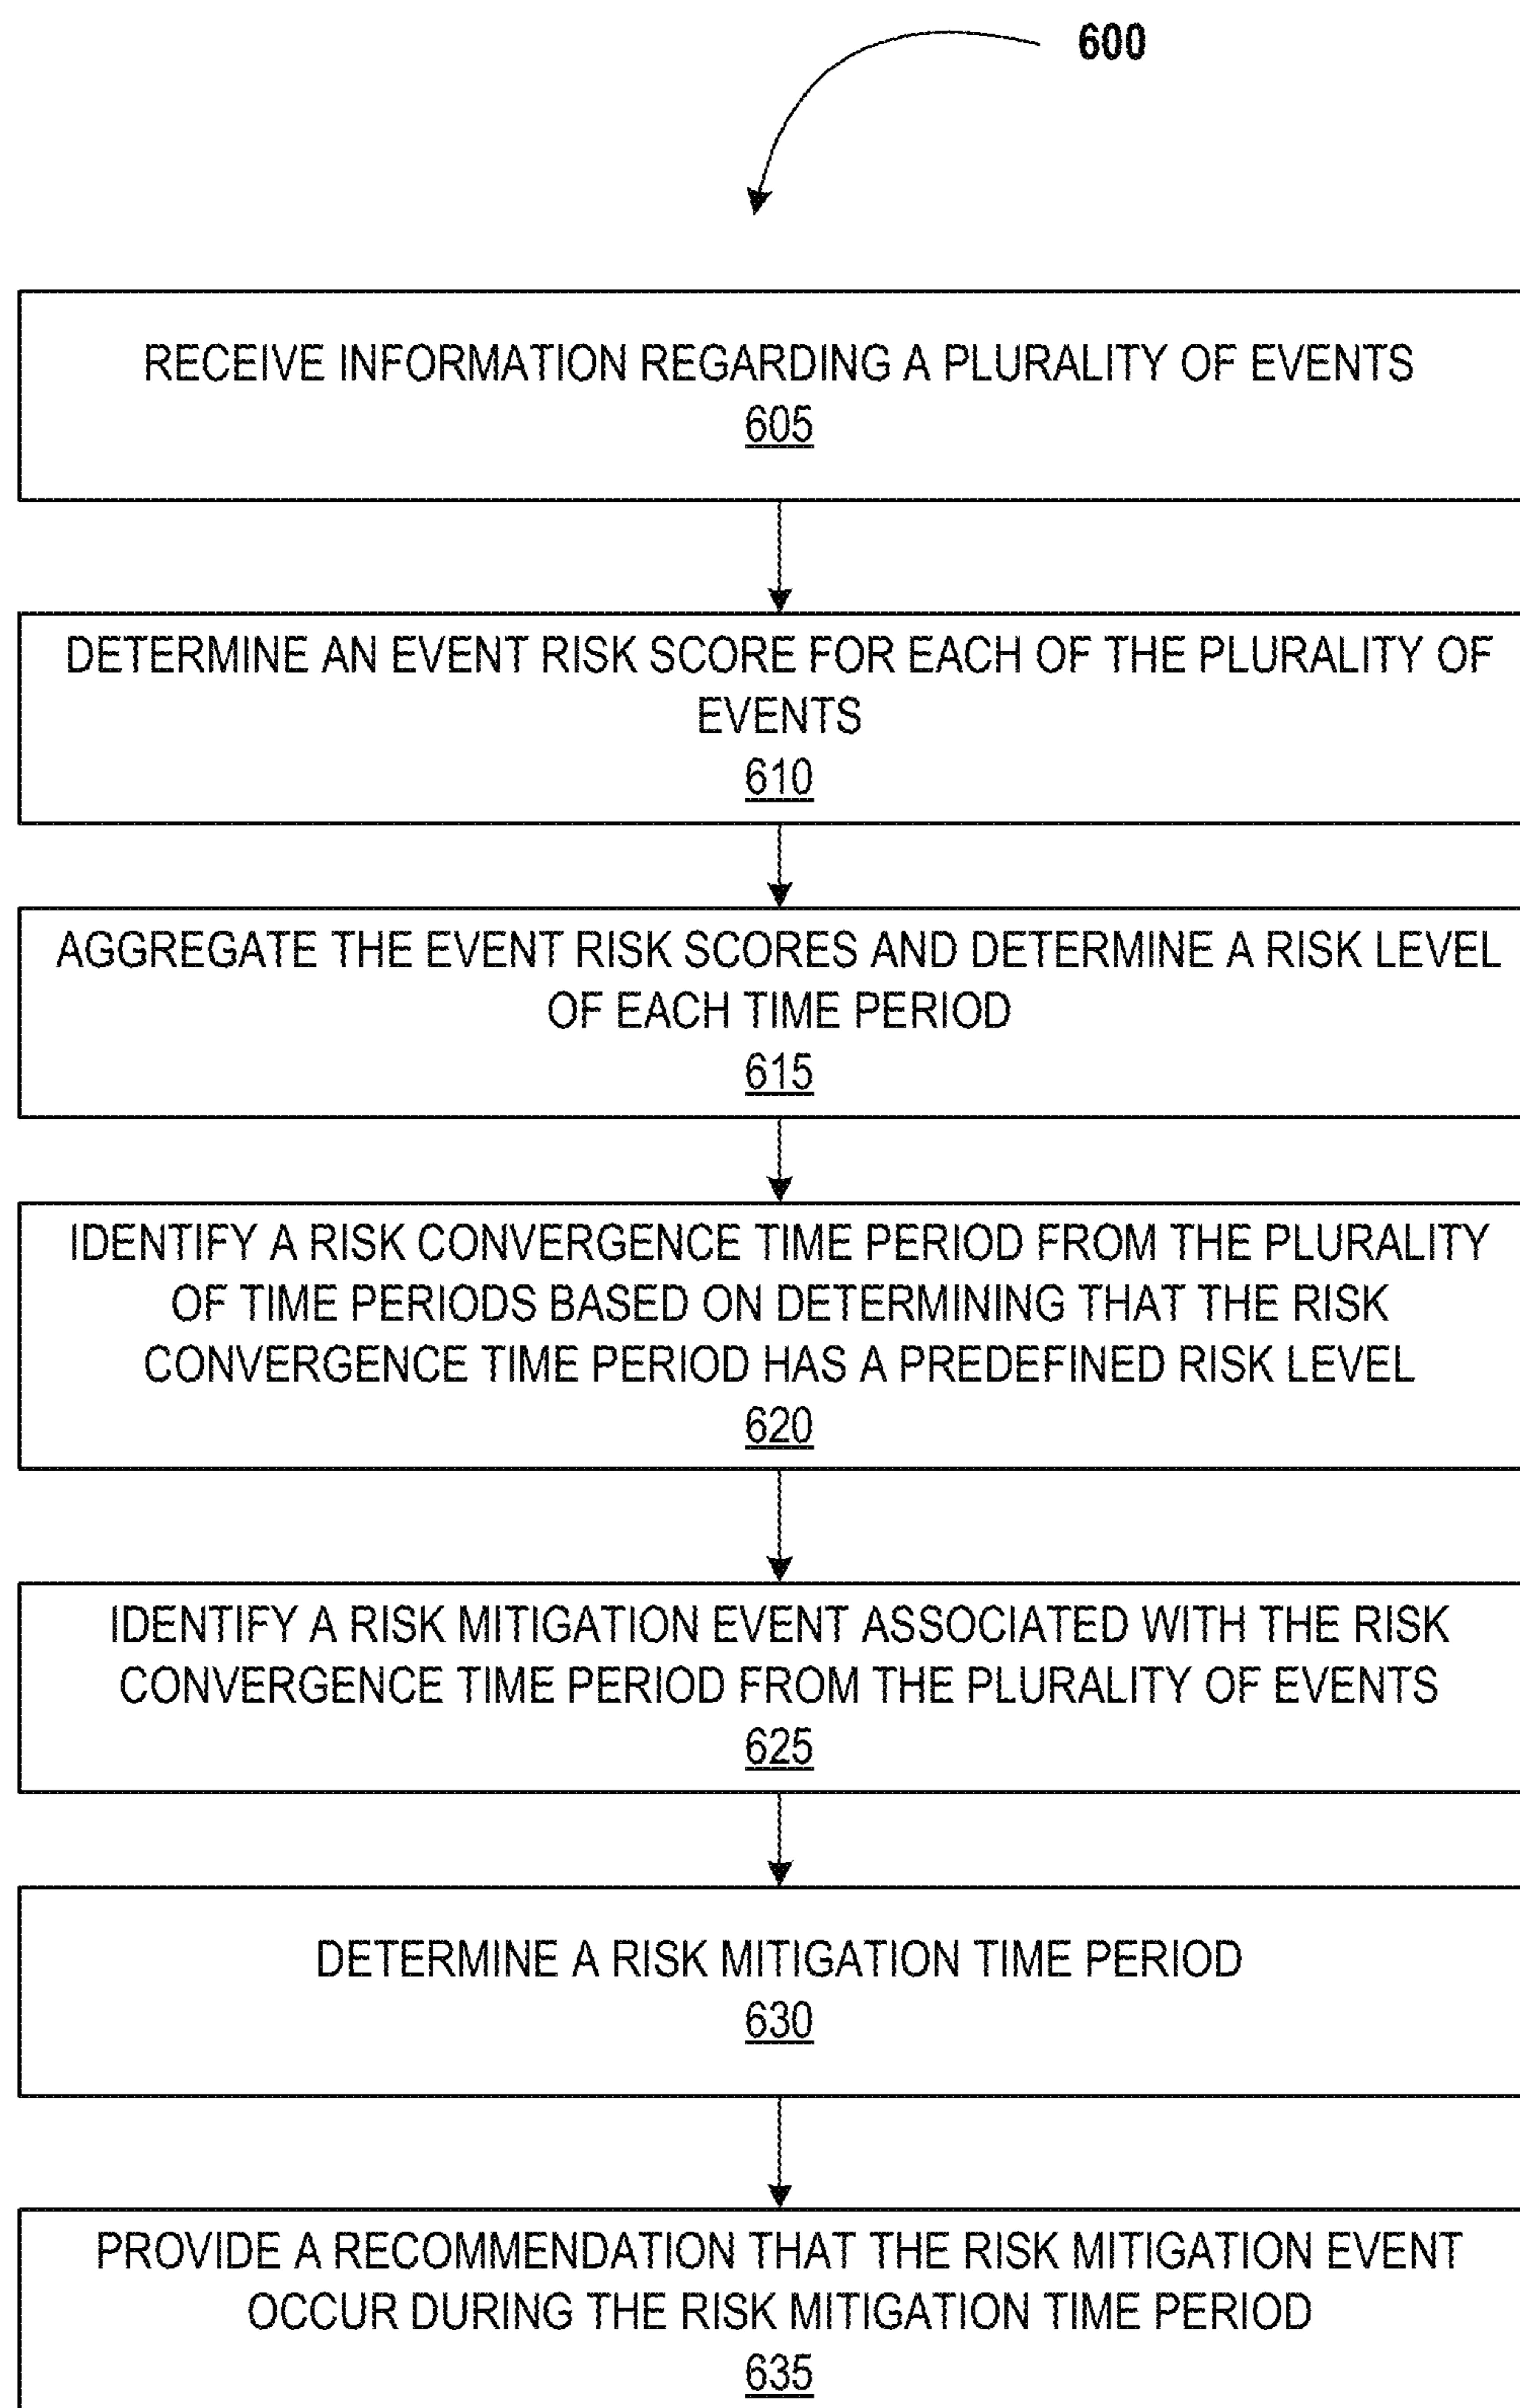 600
RECEIVE INFORMATION REGARDING A PLURALITY OF EVENTS
605
DETERMINE AN EVENT RISK SCORE FOR EACH OF THE PLURALITY OF
EVENTS
610
AGGREGATE THE EVENT RISK SCORES AND DETERMINE A RISK LEVEL
OF EACH TIME PERIOD
615
IDENTIFY A RISK CONVERGENCE TIME PERIOD FROM THE PLURALITY
OF TIME PERIODS BASED ON DETERMINING THAT THE RISK
CONVERGENCE TIME PERIOD HAS A PREDEFINED RISK LEVEL
620
IDENTIFY A RISK MITIGATION EVENT ASSOCIATED WITH THE RISK
CONVERGENCE TIME PERIOD FROM THE PLURALITY OF EVENTS
625
DETERMINE A RISK MITIGATION TIME PERIOD
630
PROVIDE A RECOMMENDATION THAT THE RISK MITIGATION EVENT
OCCUR DURING THE RISK MITIGATION TIME PERIOD
635